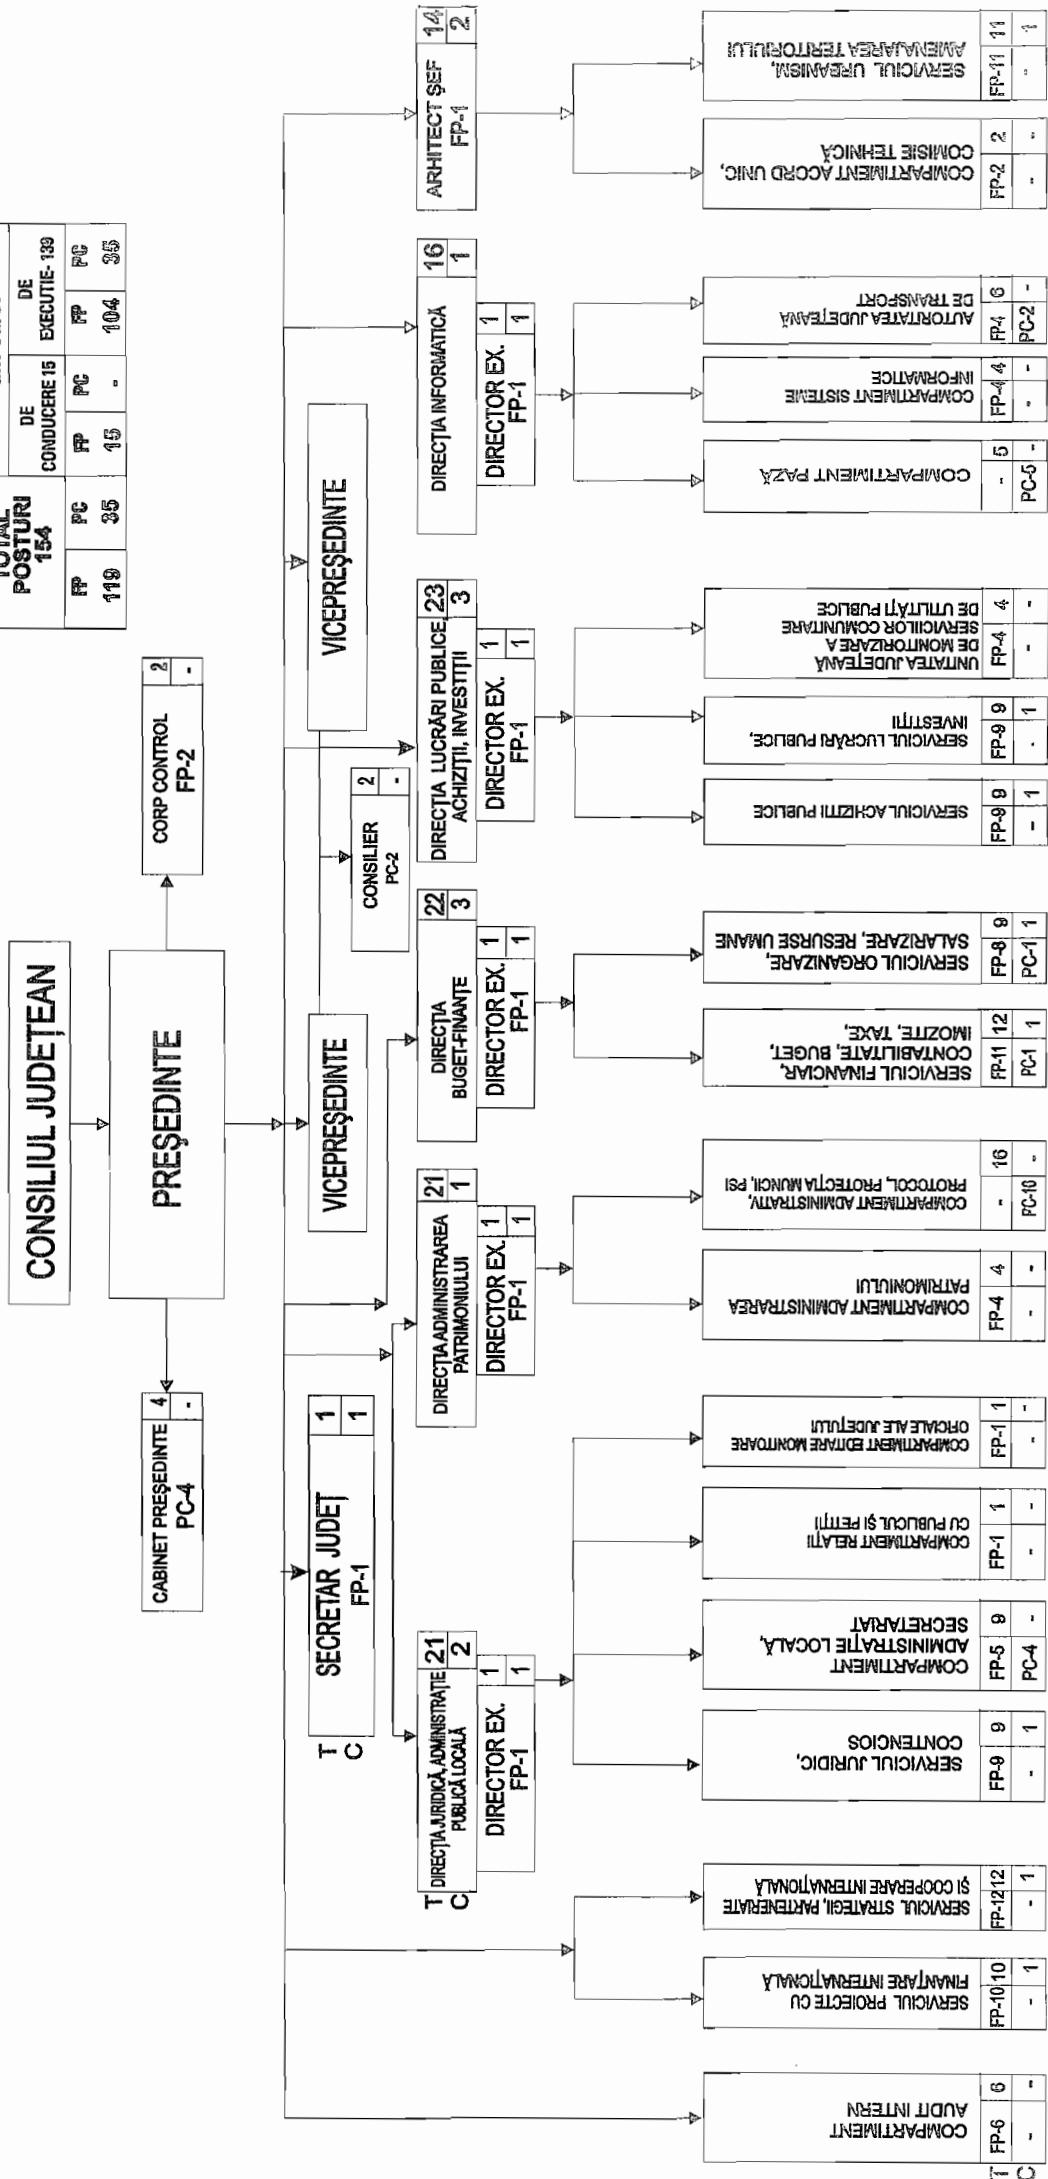 TOTAL
POSTURI
154
DE
CONDUCERE 15
DE
EXECUTIE- 139
FP PC FP PC FP PC
119 35 15 - 104 35
CONSILIUL JUDEȚEAN
PREȘEDINTE
CABINET PREȘEDINTE 4
PC-4 -
CORP CONTROL 2
FP-2 -
VICEPREȘEDINTE
VICEPREȘEDINTE
CONSILIER 2
PC-2 -
T SECRETAR JUDEȚ 1
C FP-1 1
T DIRECȚIA JURIDICĂ, ADMINISTRAȚIE 21
C PUBLICĂ LOCALĂ 2
DIRECTOR EX. 1
FP-1 1
DIRECȚIA ADMINISTRAREA 21
PATRIMONIULUI 1
DIRECTOR EX. 1
FP-1 1
DIRECȚIA 22
BUGET-FINANȚE 3
DIRECTOR EX. 1
FP-1 1
DIRECȚIA LUCRĂRI PUBLICE, 23
ACHIZIȚII, INVESTIȚII 3
DIRECTOR EX. 1
FP-1 1
DIRECȚIA INFORMATICĂ 16
1
DIRECTOR EX. 1
FP-1 1
ARHITECT ȘEF 14
FP-1 2
COMPARTIMENT
AUDIT INTERN
T FP-6 6
C - -
SERVICIUL PROIECTE CU
FINANȚARE INTERNAȚIONALĂ
FP-10 10
- 1
SERVICIUL STRATEGII, PARTENERIATE
ȘI COOPERARE INTERNAȚIONALĂ
FP-12 12
- 1
SERVICIUL JURIDIC,
CONTENCIOS
FP-9 9
- 1
COMPARTIMENT
ADMINISTRAȚIE LOCALĂ,
SECRETARIAT
FP-5 9
PC-4 -
COMPARTIMENT RELAȚII
CU PUBLICUL ȘI PETIȚII
FP-1 1
- -
COMPARTIMENT EDITARE MONITOARE
OFICIALE ALE JUDEȚULUI
FP-1 1
- -
COMPARTIMENT ADMINISTRAREA
PATRIMONIULUI
FP-4 4
- -
COMPARTIMENT ADMINISTRATIV,
PROTOCOL, PROTECȚIA MUNCII, PSI
- 16
PC-16 -
SERVICIUL FINANCIAR,
CONTABILITATE, BUGET,
IMOZITE, TAXE,
FP-11 12
PC-1 1
SERVICIUL ORGANIZARE,
SALARIZARE, RESURSE UMANE
FP-8 9
PC-1 1
SERVICIUL ACHIZITII PUBLICE
FP-9 9
- 1
SERVICIUL LUCRĂRI PUBLICE,
INVESTIȚII
FP-9 9
- 1
UNITATEA JUDEȚEANĂ
DE MONITORIZARE A
SERVICIILOR COMUNITARE
DE UTILITĂȚI PUBLICE
FP-4 4
- -
COMPARTIMENT PAZĂ
- 5
PC-5 -
COMPARTIMENT SISTEME
INFORMATICE
FP-4 4
- -
AUTORITATEA JUDEȚEANĂ
DE TRANSPORT
FP-4 6
PC-2 -
COMPARTIMENT ACCORD UNIC,
COMISIE TEHNICĂ
FP-2 2
- -
SERVICIUL URBANISM,
AMENAJAREA TERITORIULUI
FP-11 11
- 1